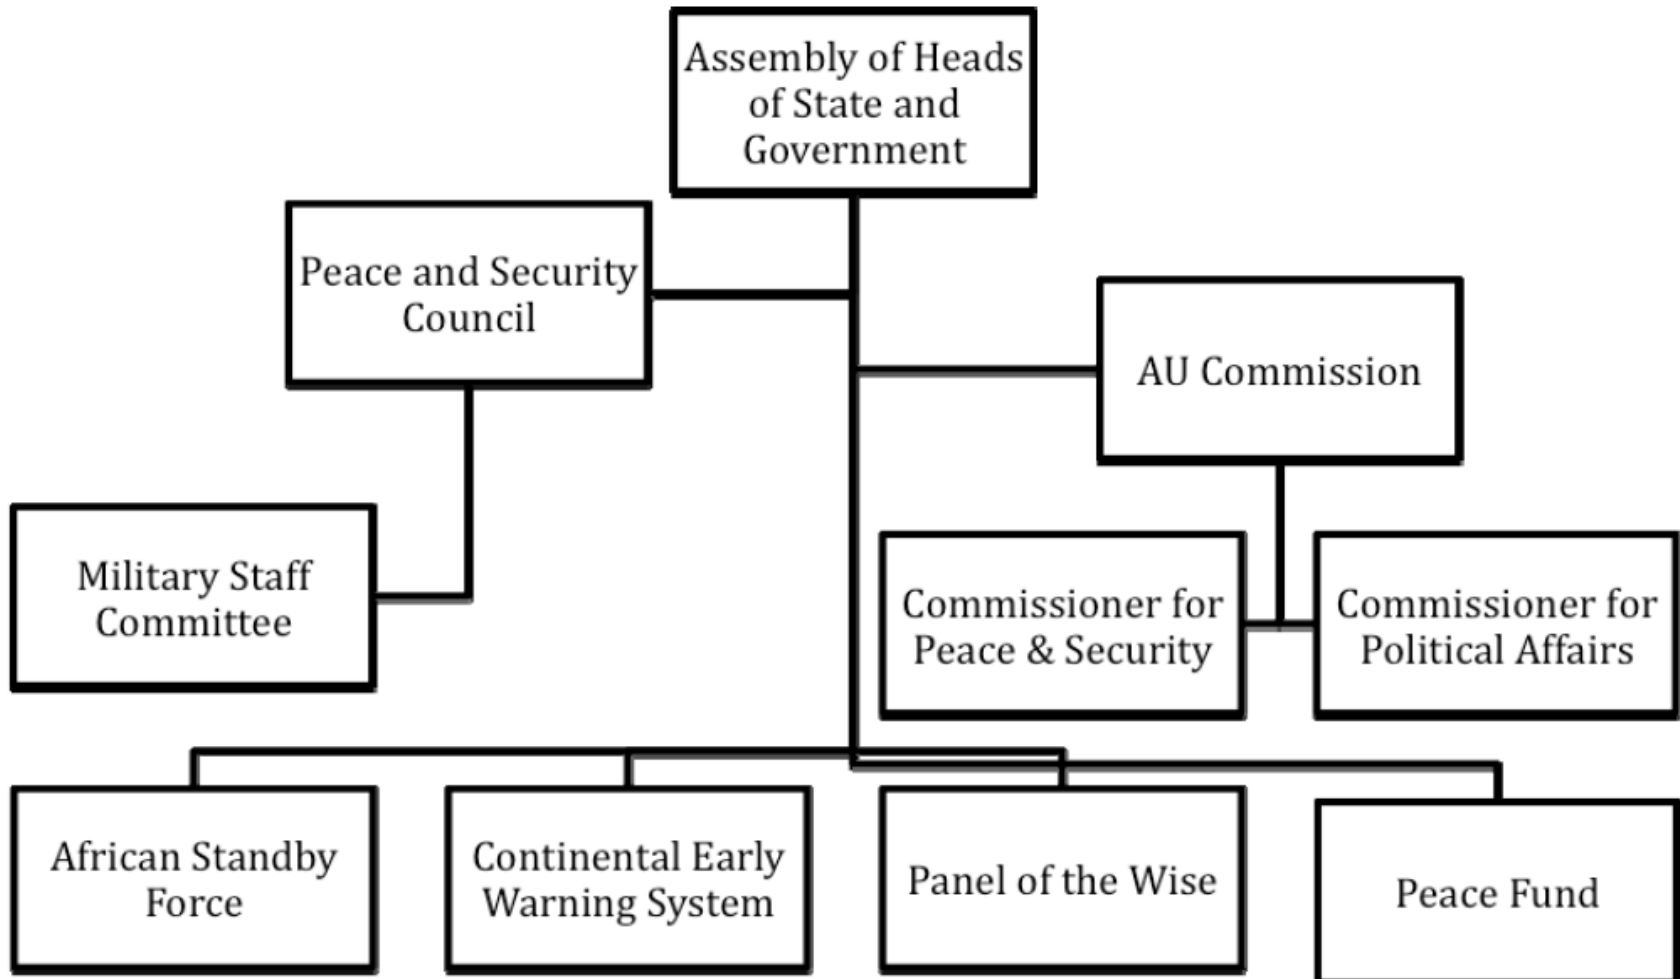 Assembly of Heads
of State and
Government
Peace and Security
Council
AU Commission
Military Staff
Committee
Commissioner for
Peace & Security
Commissioner for
Political Affairs
African Standby
Force
Continental Early
Warning System
Panel of the Wise
Peace Fund